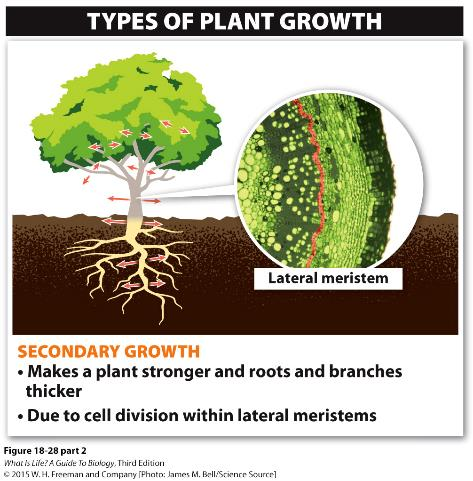 TYPES OF PLANT GROWTH
Lateral meristem
SECONDARY GROWTH
• Makes a plant stronger and roots and branches
thicker
• Due to cell division within lateral meristems
Figure 18-28 part 2
What Is Life? A Guide To Biology, Third Edition
© 2015 W. H. Freeman and Company [Photo: James M. Bell/Science Source]